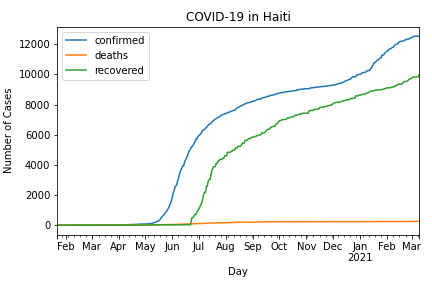 COVID-19 in Haiti
confirmed
deaths
recovered
Number of Cases
12000
10000
8000
6000
4000
2000
0
Feb Mar Apr May Jun Jul Aug Sep Oct Nov Dec Jan Feb Mar
2021
Day